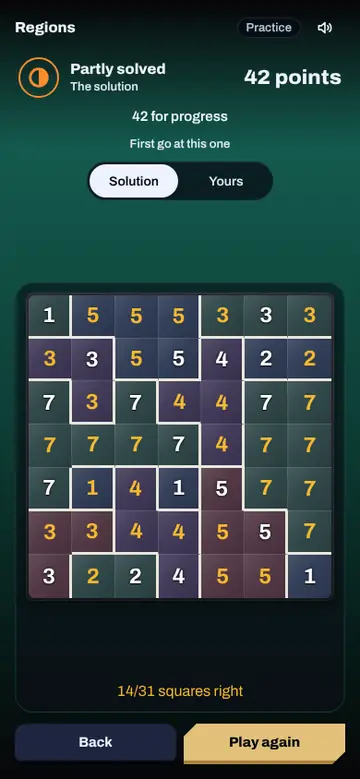 Regions
Practice
Partly solved
The solution
42 points
42 for progress
First go at this one
Solution Yours
1 5 5 5 3 3 3
3 3 5 5 4 2 2
7 3 7 4 4 7 7
7 7 7 7 4 7 7
7 1 4 1 5 7 7
3 3 4 4 5 5 7
3 2 2 4 5 5 1
14/31 squares right
Back Play again